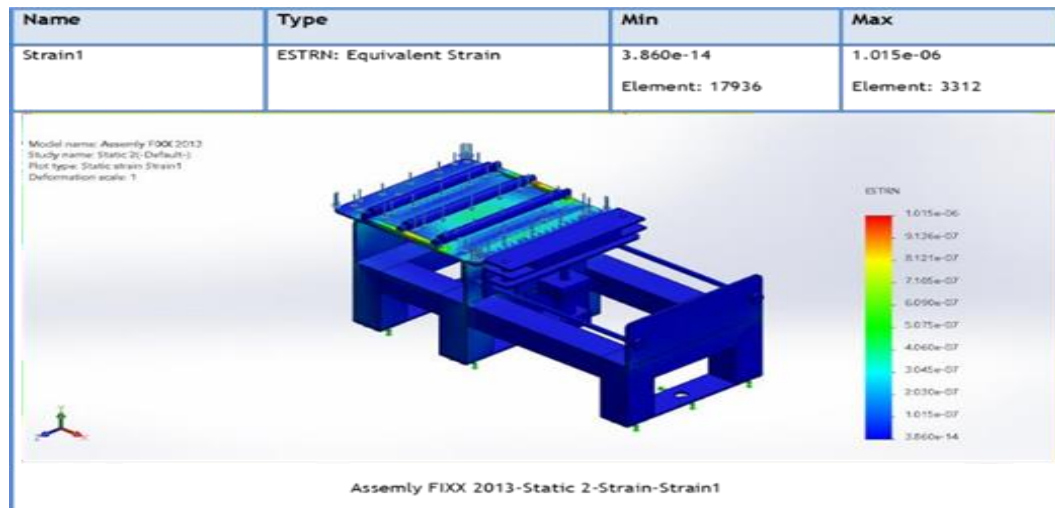 Name Type Min Max
Strain1 ESTRN: Equivalent Strain 3.860e-14 1.015e-06
Element: 17936 Element: 3312
Model name: Assemly FIXX 2013
Study name: Static 2(-Default-)
Plot type: Static strain Strain1
Deformation scale: 1
ESTRN
1.015e-06
9.136e-07
8.121e-07
7.105e-07
6.090e-07
5.075e-07
4.060e-07
3.045e-07
2.030e-07
1.015e-07
3.860e-14
Y
Z
X
Assemly FIXX 2013-Static 2-Strain-Strain1